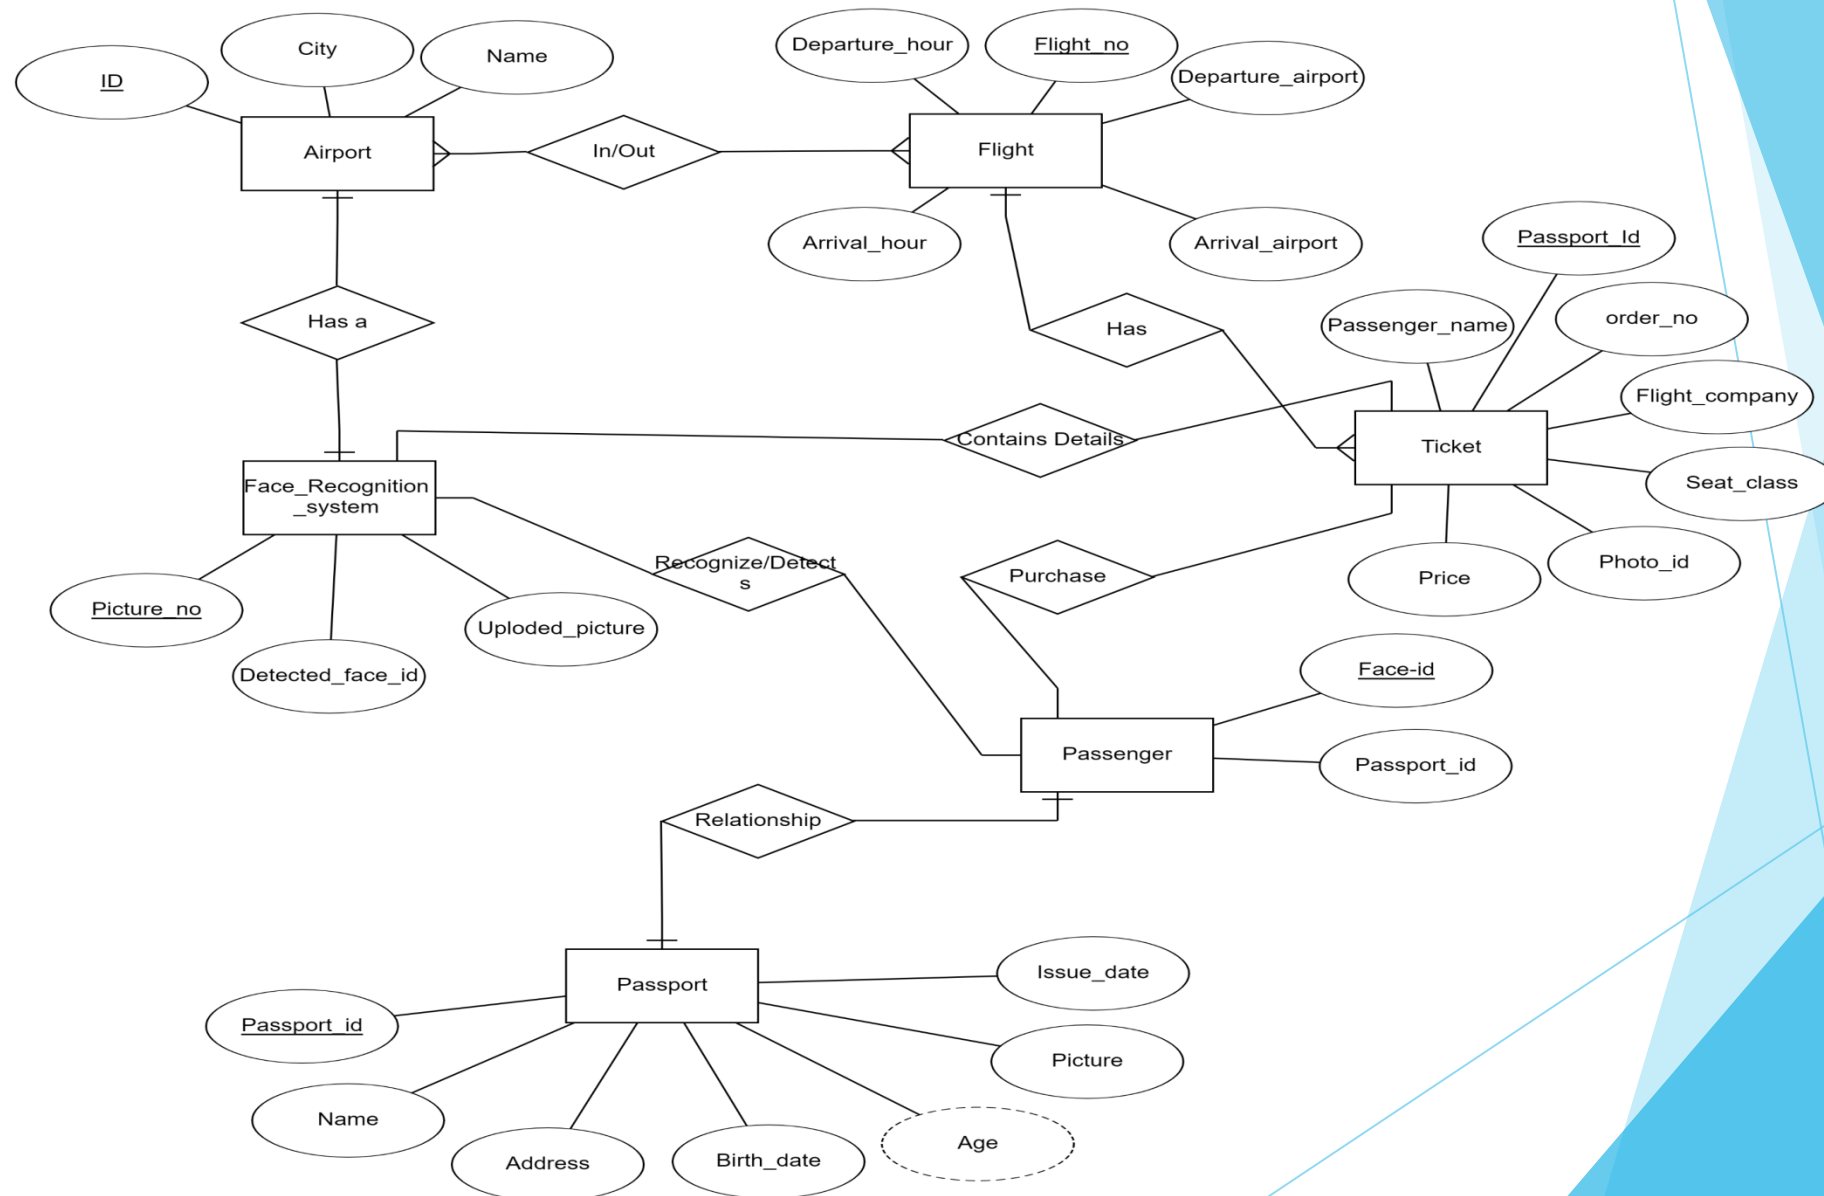 ID
City
Name
Departure_hour
Flight_no
Departure_airport
Airport
In/Out
Flight
Arrival_hour
Arrival_airport
Passport_Id
Has a
Has
Passenger_name
order_no
Flight_company
Contains Details
Ticket
Face_Recognition
_system
Seat_class
Recognize/Detect
s
Purchase
Price
Photo_id
Picture_no
Uploded_picture
Detected_face_id
Face-id
Passenger
Passport_id
Relationship
Passport
Issue_date
Passport_id
Picture
Name
Address
Birth_date
Age